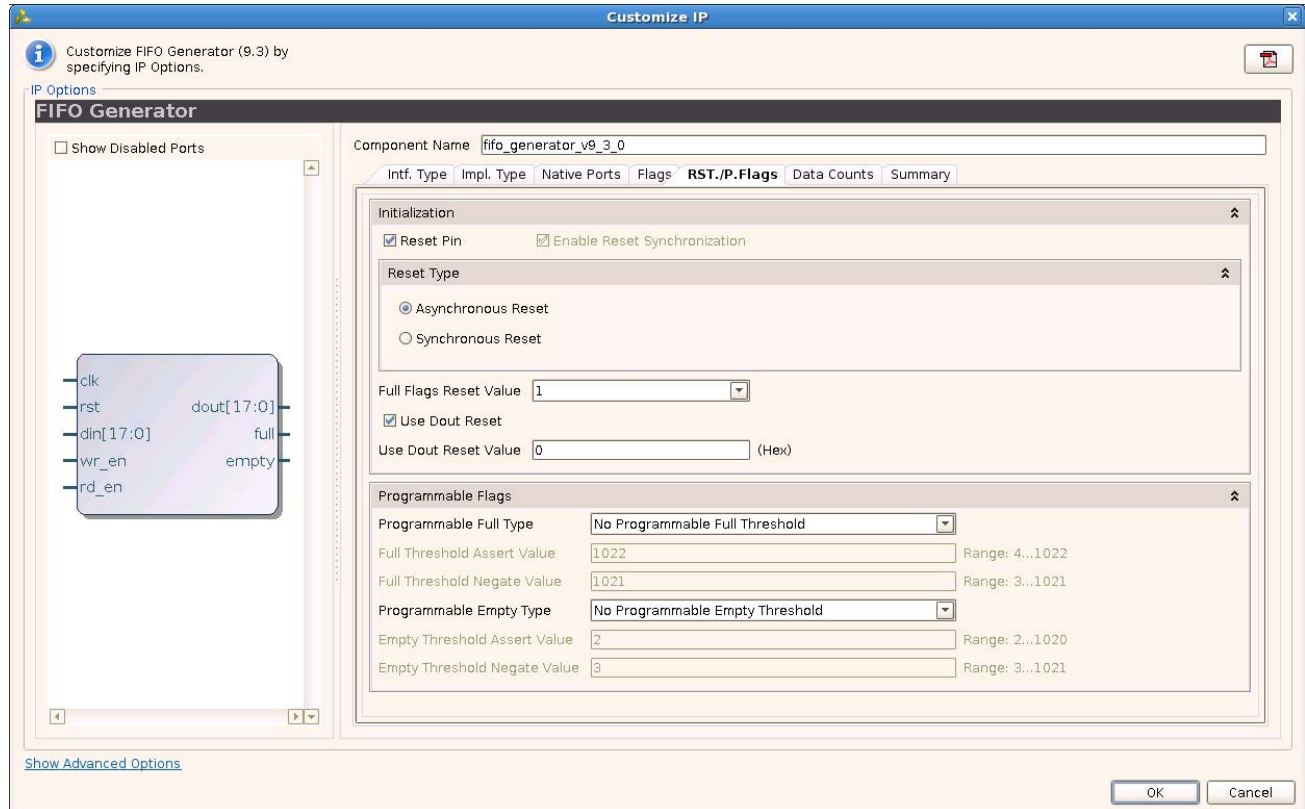 Customize IP
Customize FIFO Generator (9.3) by
specifying IP Options.
IP Options
FIFO Generator
Show Disabled Ports
clk
rst
din[17:0]
wr_en
rd_en
dout[17:0]
full
empty
Component Name fifo_generator_v9_3_0
Intf. Type Impl. Type Native Ports Flags RST./P.Flags Data Counts Summary
Initialization
Reset Pin Enable Reset Synchronization
Reset Type
Asynchronous Reset
Synchronous Reset
Full Flags Reset Value 1
Use Dout Reset
Use Dout Reset Value 0 (Hex)
Programmable Flags
Programmable Full Type No Programmable Full Threshold
Full Threshold Assert Value 1022 Range: 4...1022
Full Threshold Negate Value 1021 Range: 3...1021
Programmable Empty Type No Programmable Empty Threshold
Empty Threshold Assert Value 2 Range: 2...1020
Empty Threshold Negate Value 3 Range: 3...1021
Show Advanced Options
OK Cancel